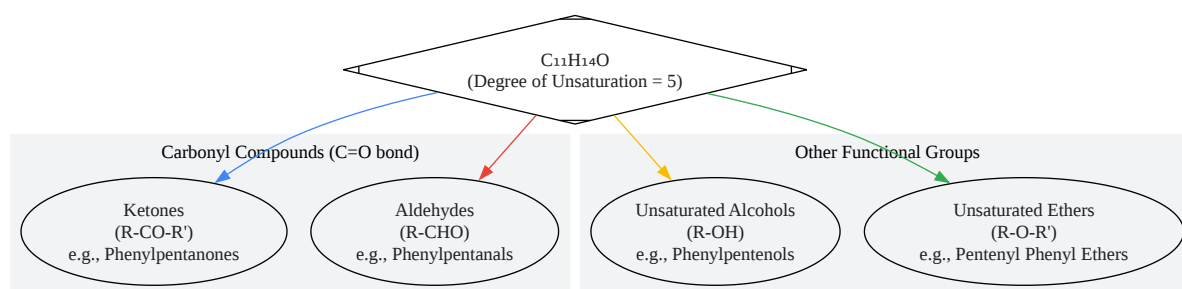 C₁₁H₁₄O
(Degree of Unsaturation = 5)
Carbonyl Compounds (C=O bond)
Other Functional Groups
Ketones
(R-CO-R')
e.g., Phenylpentanones
Aldehydes
(R-CHO)
e.g., Phenylpentanals
Unsaturated Alcohols
(R-OH)
e.g., Phenylpentenols
Unsaturated Ethers
(R-O-R')
e.g., Pentenyl Phenyl Ethers